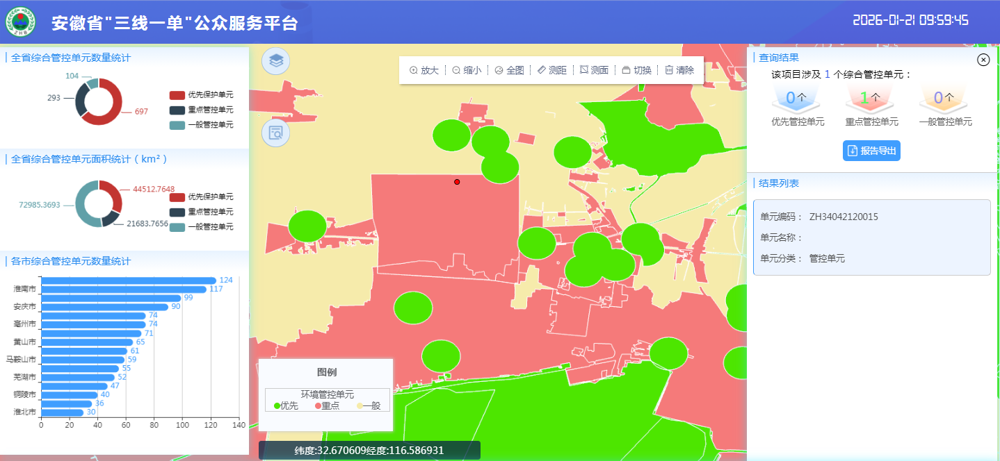 安徽省"三线一单"公众服务平台
2026-01-21 09:59:45
ZHB
全省综合管控单元数量统计
104
293
697
优先保护单元
重点管控单元
一般管控单元
全省综合管控单元面积统计（km²）
44512.7648
72985.3693
21683.7656
优先保护单元
重点管控单元
一般管控单元
各市综合管控单元数量统计
124
淮南市 117
99
安庆市 90
74
亳州市 74
71
黄山市 65
61
马鞍山市 59
55
芜湖市 52
47
铜陵市 40
36
淮北市 30
0 20 40 60 80 100 120 140
放大 缩小 全图 测距 测面 切换 清除
图例
环境管控单元
优先 重点 一般
纬度:32.670609经度:116.586931
查询结果
该项目涉及 1 个综合管控单元：
0个 1个 0个
优先管控单元 重点管控单元 一般管控单元
报告导出
结果列表
单元编码： ZH34042120015
单元名称：
单元分类： 管控单元